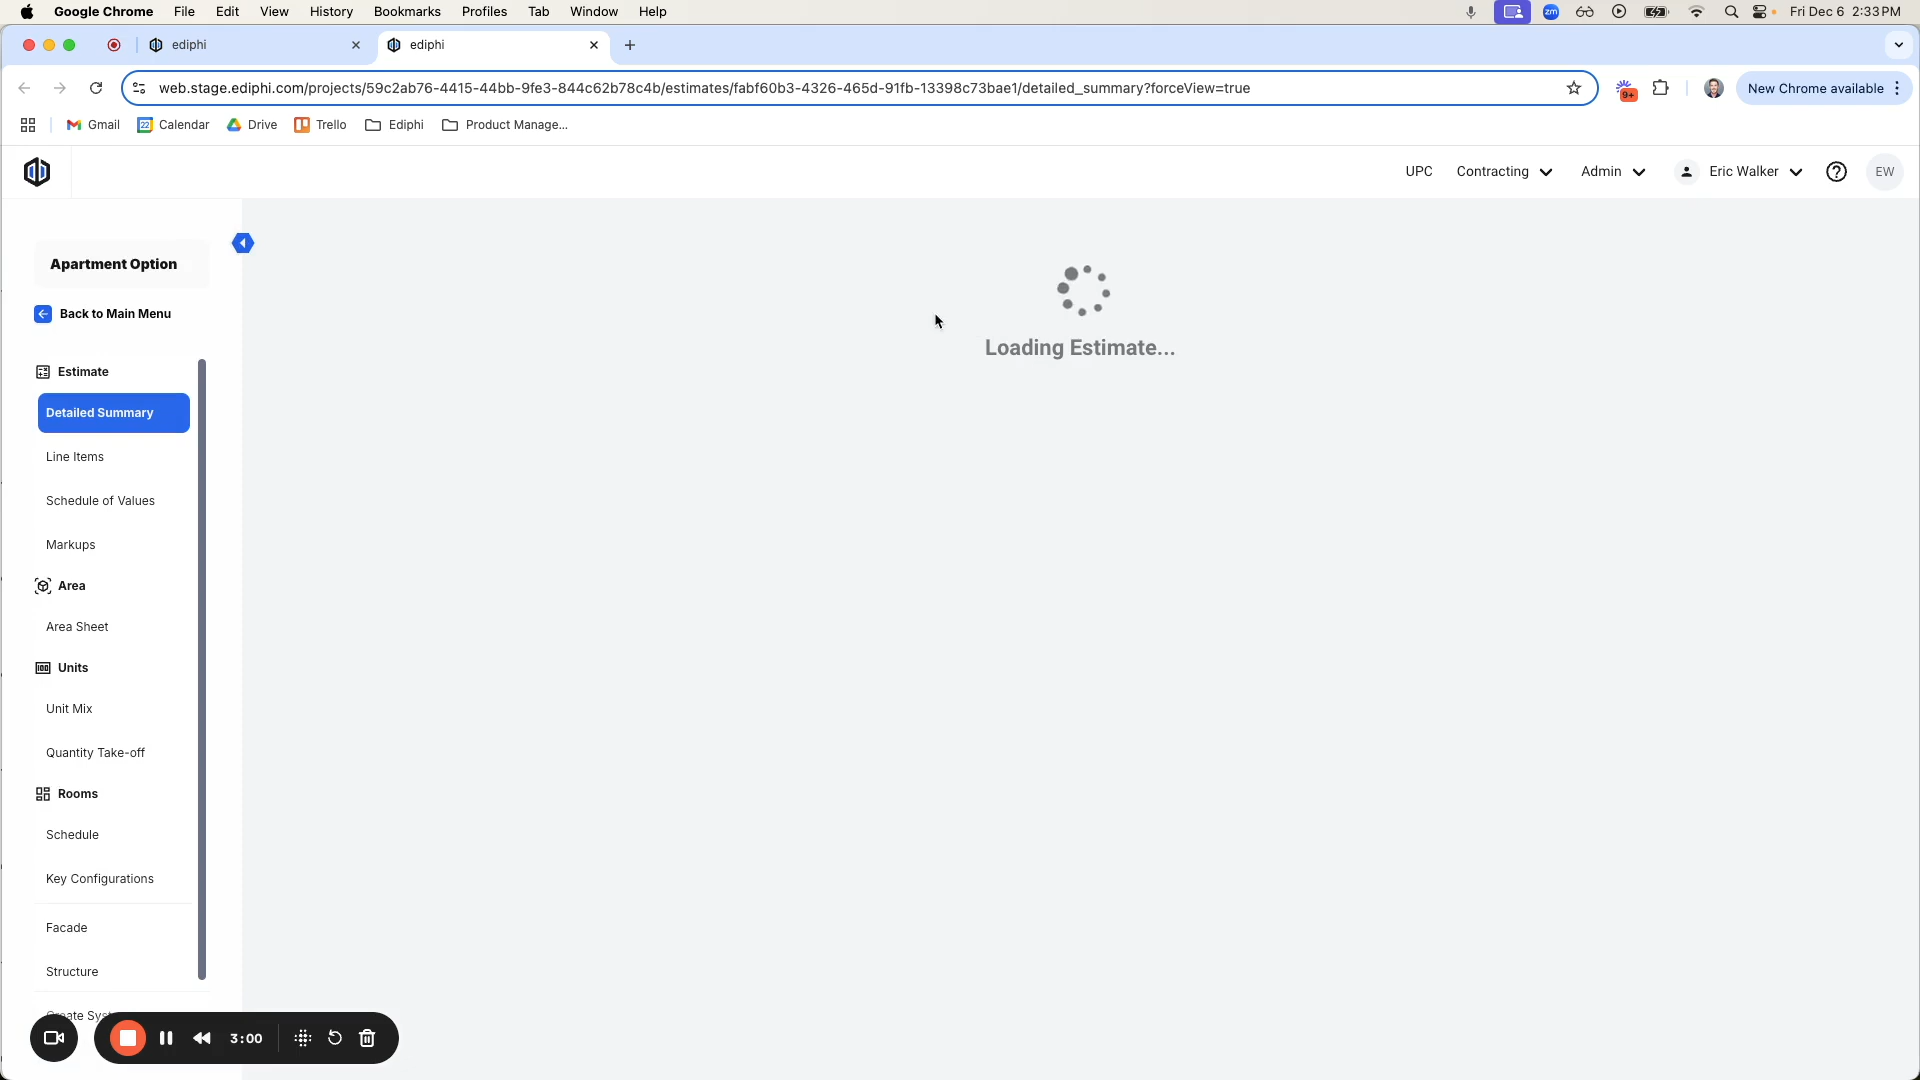 Google Chrome File Edit View History Bookmarks Profiles Tab Window Help zm Fri Dec 6 2:33 PM
ediphi ediphi
web.stage.ediphi.com/projects/59c2ab76-4415-44bb-9fe3-844c62b78c4b/estimates/fabf60b3-4326-465d-91fb-13398c73bae1/detailed_summary?forceView=true 9+ New Chrome available
Gmail 22 Calendar Drive Trello Ediphi Product Manage...
UPC Contracting Admin Eric Walker EW
Apartment Option
Back to Main Menu
Loading Estimate...
Estimate
Detailed Summary
Line Items
Schedule of Values
Markups
Area
Area Sheet
Units
Unit Mix
Quantity Take-off
Rooms
Schedule
Key Configurations
Facade
Structure
3:00